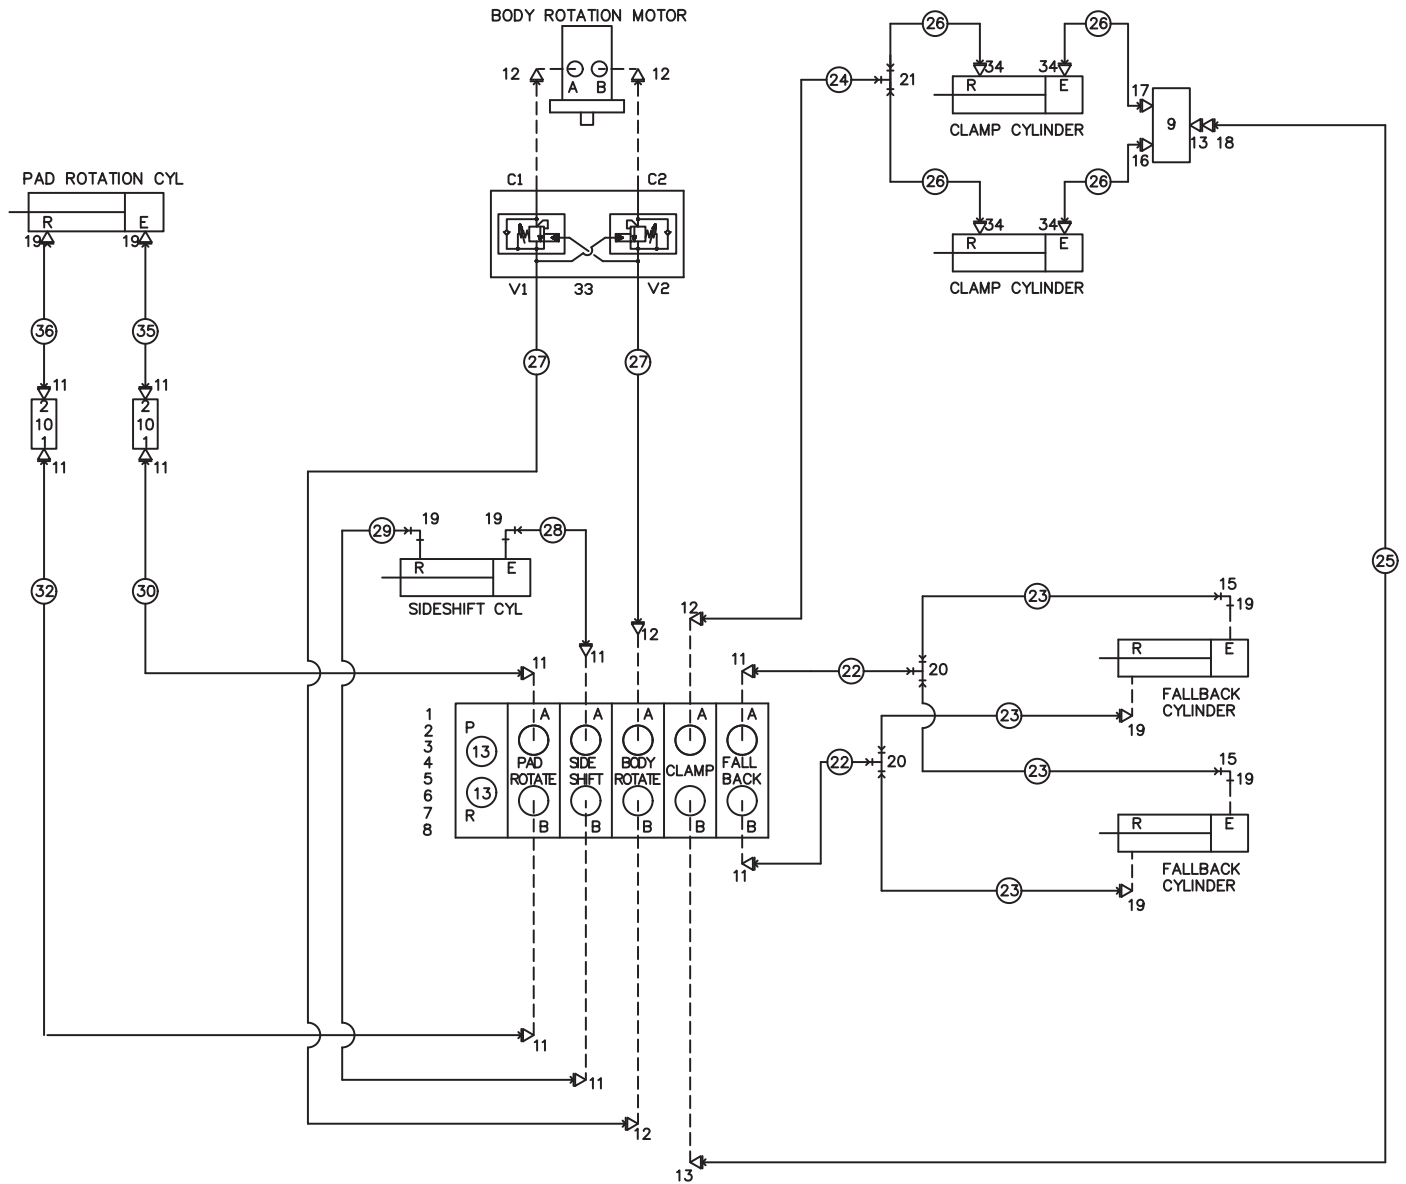 BODY ROTATION MOTOR
12 A B 12
C1 C2
V1 33 V2
27 27
PAD ROTATION CYL
R E
19 19
36 35
11 11
2 2
10 10
1 1
11 11
32 30
26 26
34 34
24 21
R E
CLAMP CYLINDER
17
9
13 18
16
26 26
34 34
R E
CLAMP CYLINDER
25
29 19 19 28
R E
SIDESHIFT CYL
11 11 12 12 11
1
2
3
4
5
6
7
8
P
13
13
R
A A A A A
PAD
ROTATE
SIDE
SHIFT
BODY
ROTATE
CLAMP
FALL
BACK
B B B B B
11
11
12
13
11
22 20
22 20
23 15
19
R E
FALLBACK
CYLINDER
23 19
23 15
19
R E
FALLBACK
CYLINDER
23 19